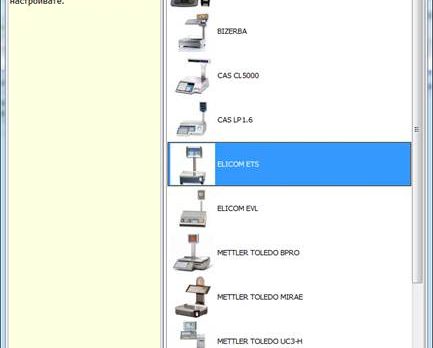 настройвате.
BIZERBA
CAS CL5000
CAS LP1.6
ELICOM ETS
ELICOM EVL
METTLER TOLEDO BPRO
METTLER TOLEDO MIRAE
METTLER TOLEDO UC3-H